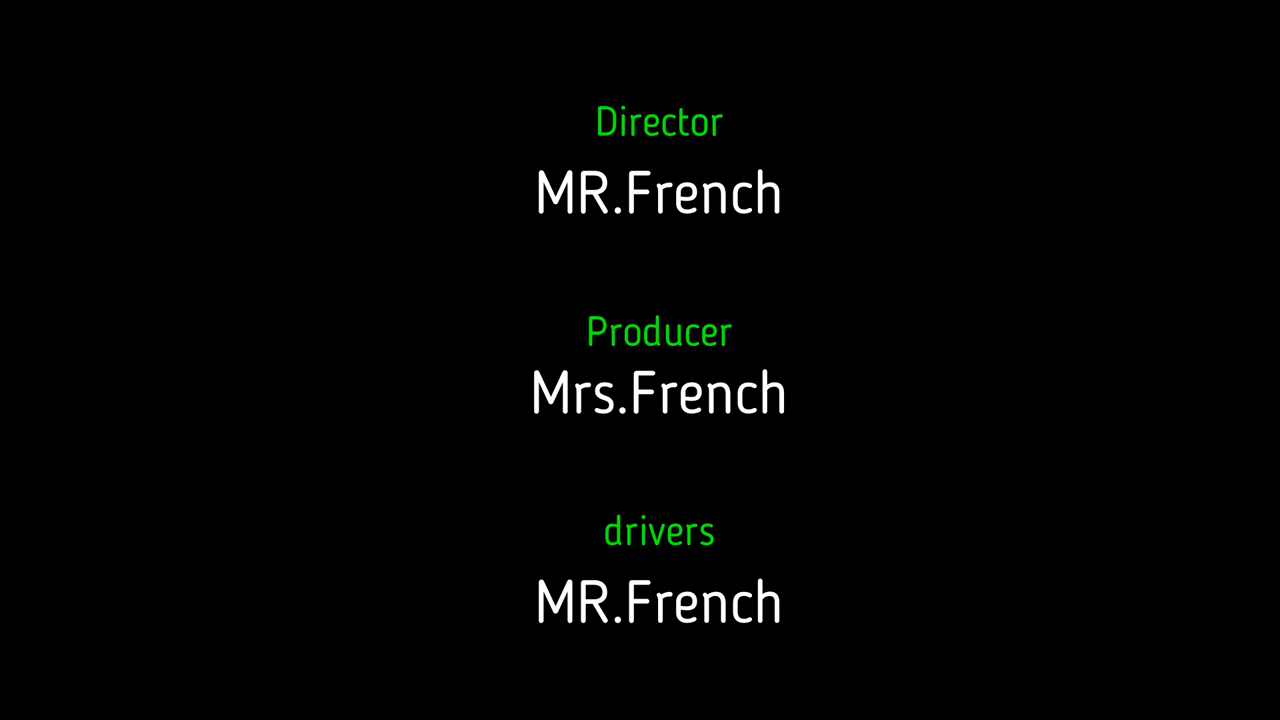 Director
MR.French
Producer
Mrs.French
drivers
MR.French